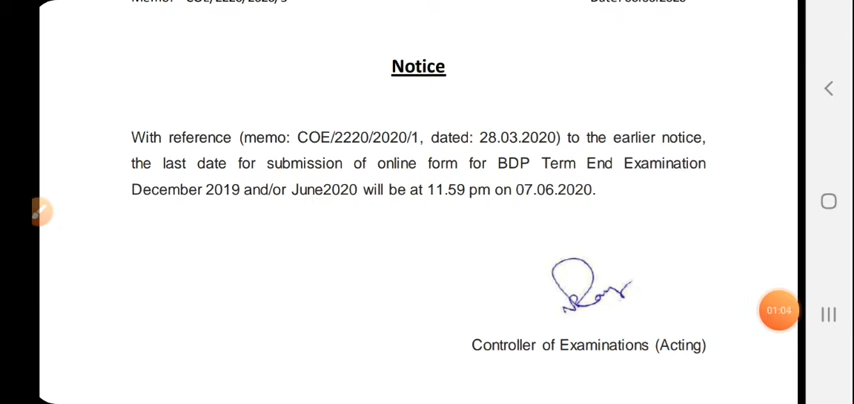 Notice
With reference (memo: COE/2220/2020/1, dated: 28.03.2020) to the earlier notice,
the last date for submission of online form for BDP Term End Examination
December 2019 and/or June2020 will be at 11.59 pm on 07.06.2020.
Controller of Examinations (Acting)
01:04